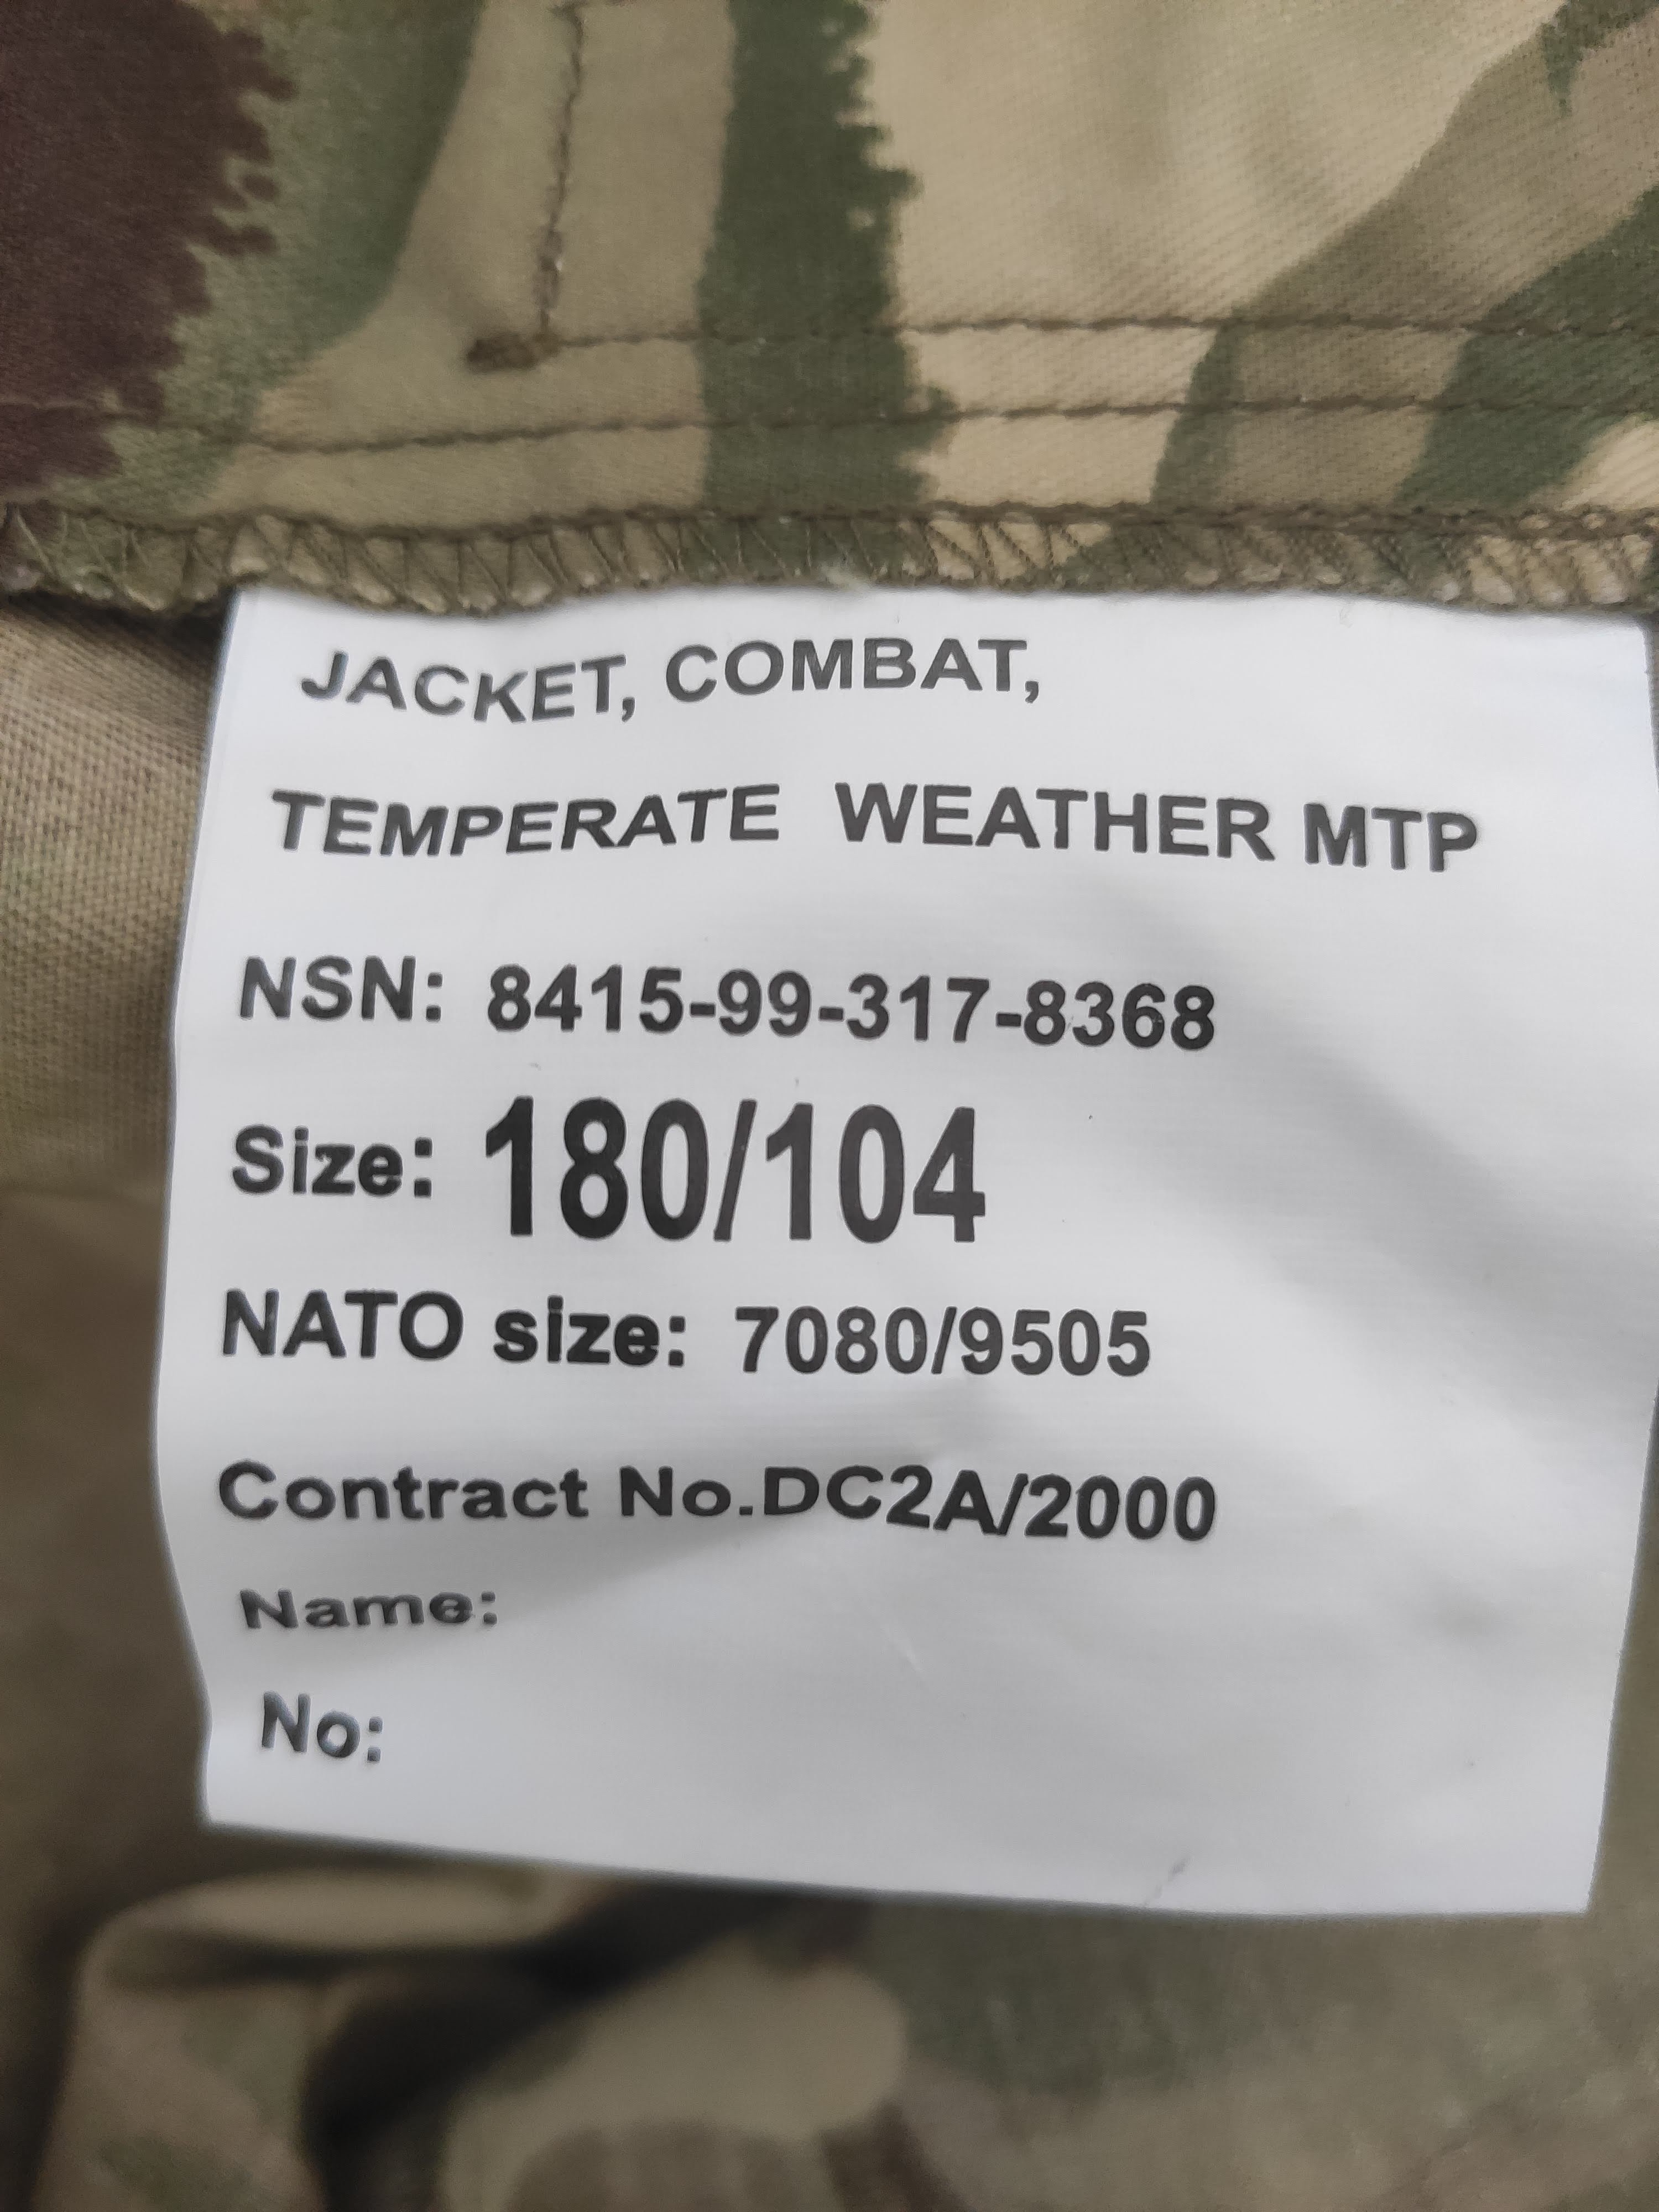 JACKET, COMBAT,
TEMPERATE WEATHER MTP
NSN: 8415-99-317-8368
Size: 180/104
NATO size: 7080/9505
Contract No.DC2A/2000
Name:
No: